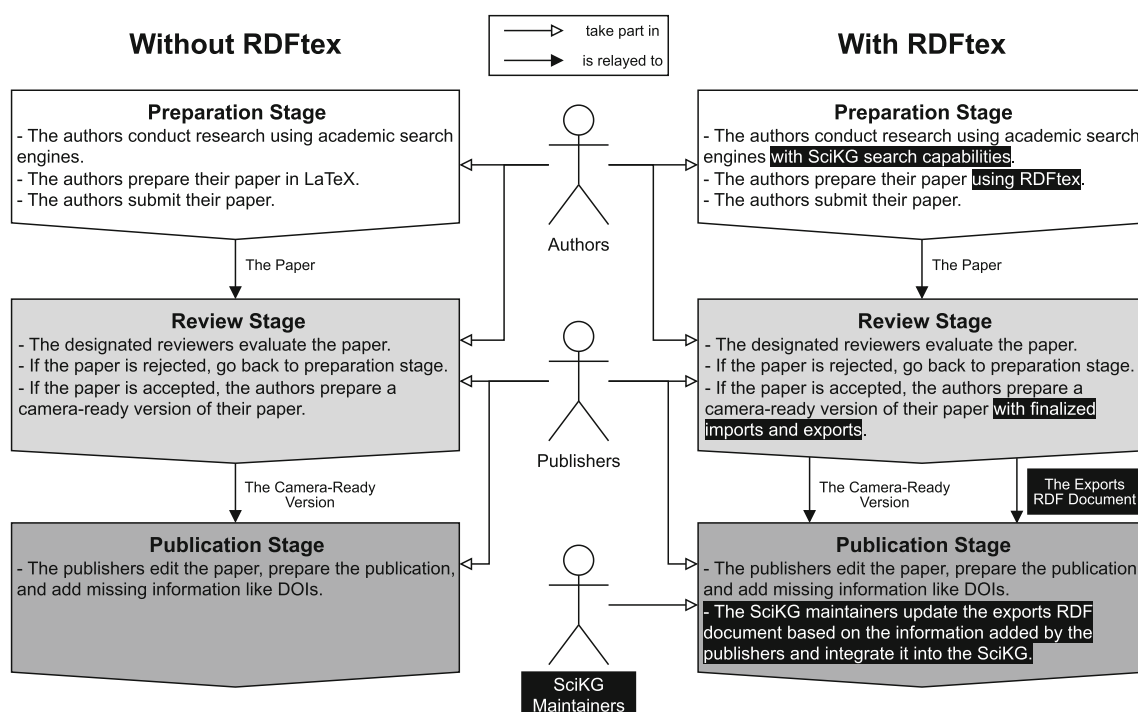 Without RDFtex
take part in
is relayed to
With RDFtex
Preparation Stage
- The authors conduct research using academic search
engines.
- The authors prepare their paper in LaTeX.
- The authors submit their paper.
The Paper
Review Stage
- The designated reviewers evaluate the paper.
- If the paper is rejected, go back to preparation stage.
- If the paper is accepted, the authors prepare a
camera-ready version of their paper.
The Camera-Ready
Version
Publication Stage
- The publishers edit the paper, prepare the publication,
and add missing information like DOIs.
Authors
Publishers
SciKG
Maintainers
Preparation Stage
- The authors conduct research using academic search
engines with SciKG search capabilities.
- The authors prepare their paper using RDFtex.
- The authors submit their paper.
The Paper
Review Stage
- The designated reviewers evaluate the paper.
- If the paper is rejected, go back to preparation stage.
- If the paper is accepted, the authors prepare a
camera-ready version of their paper with finalized
imports and exports.
The Camera-Ready
Version
The Exports
RDF Document
Publication Stage
- The publishers edit the paper, prepare the publication
and add missing information like DOIs.
- The SciKG maintainers update the exports RDF
document based on the information added by the
publishers and integrate it into the SciKG.